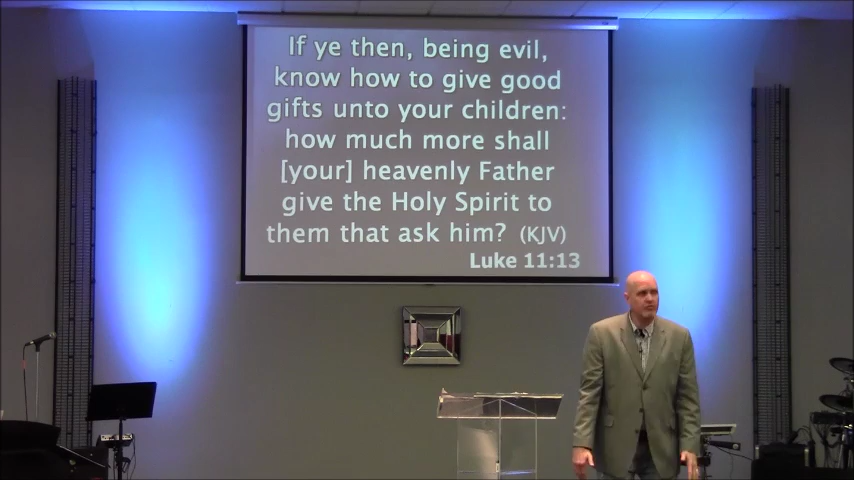 If ye then, being evil,
know how to give good
gifts unto your children:
how much more shall
[your] heavenly Father
give the Holy Spirit to
them that ask him? (KJV)
Luke 11:13